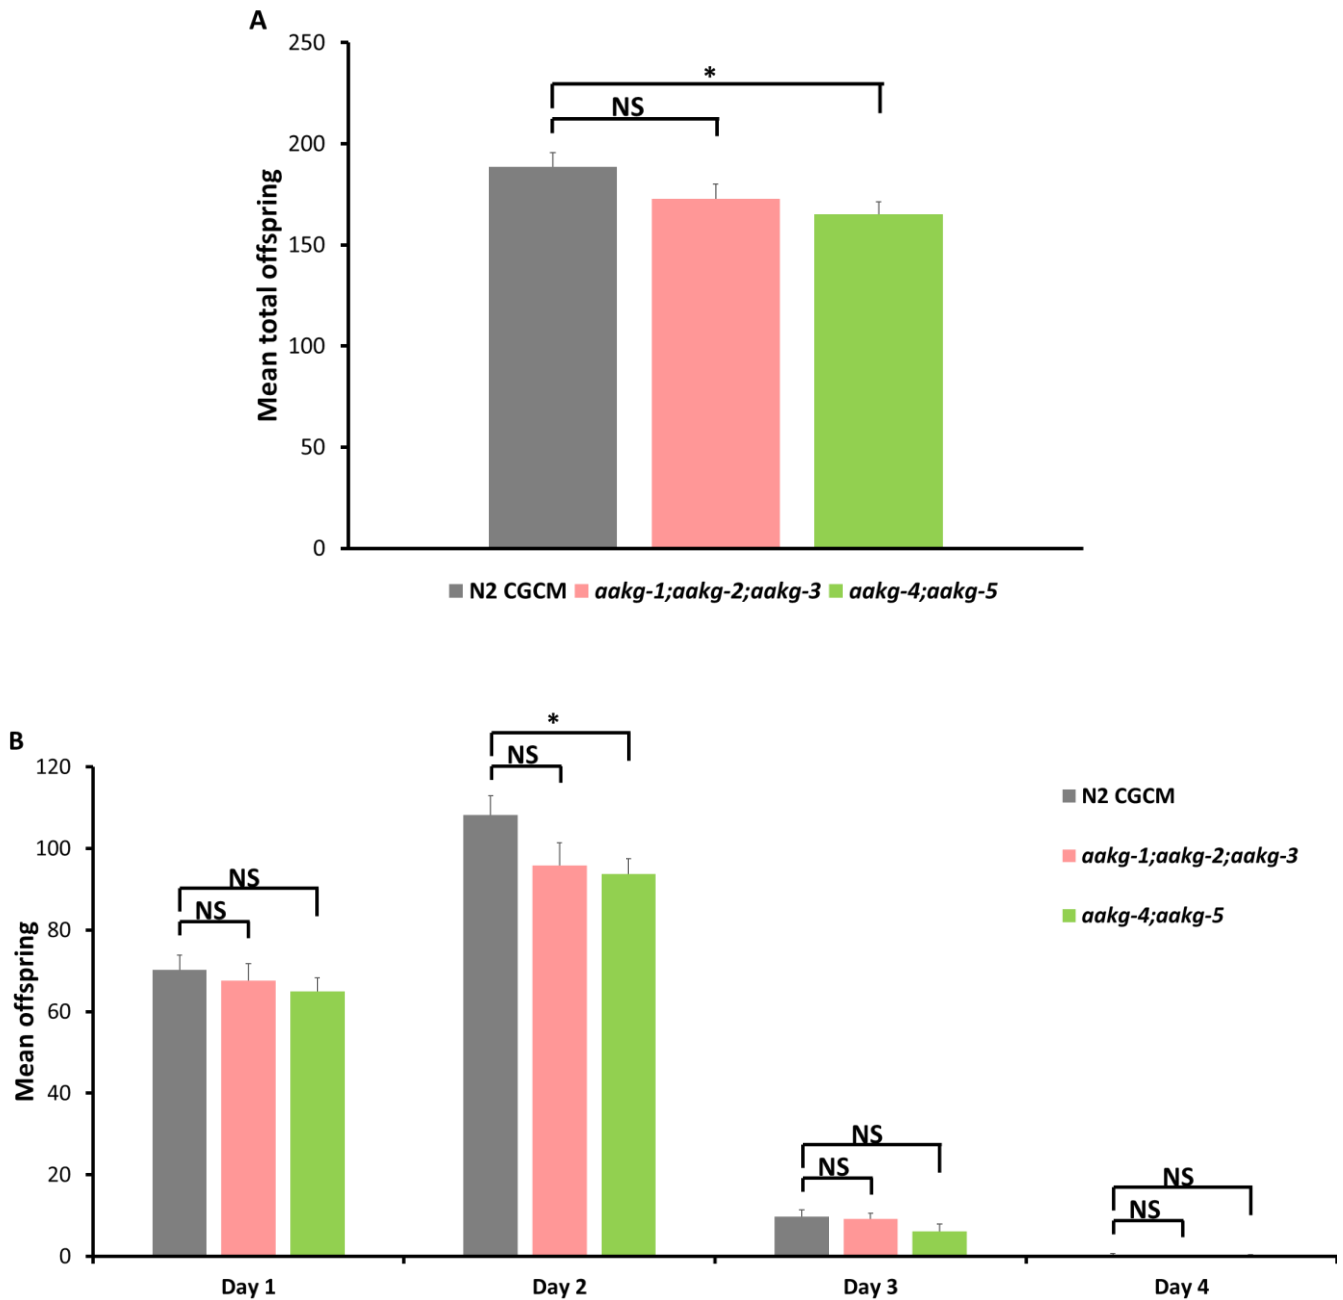 A
250
200
150
100
50
0
Mean total offspring
*
NS
N2 CGCM aakg-1;aakg-2;aakg-3 aakg-4;aakg-5
B
120
100
80
60
40
20
0
Mean offspring
NS
NS
*
NS
NS
NS
NS
NS
Day 1 Day 2 Day 3 Day 4
N2 CGCM
aakg-1;aakg-2;aakg-3
aakg-4;aakg-5